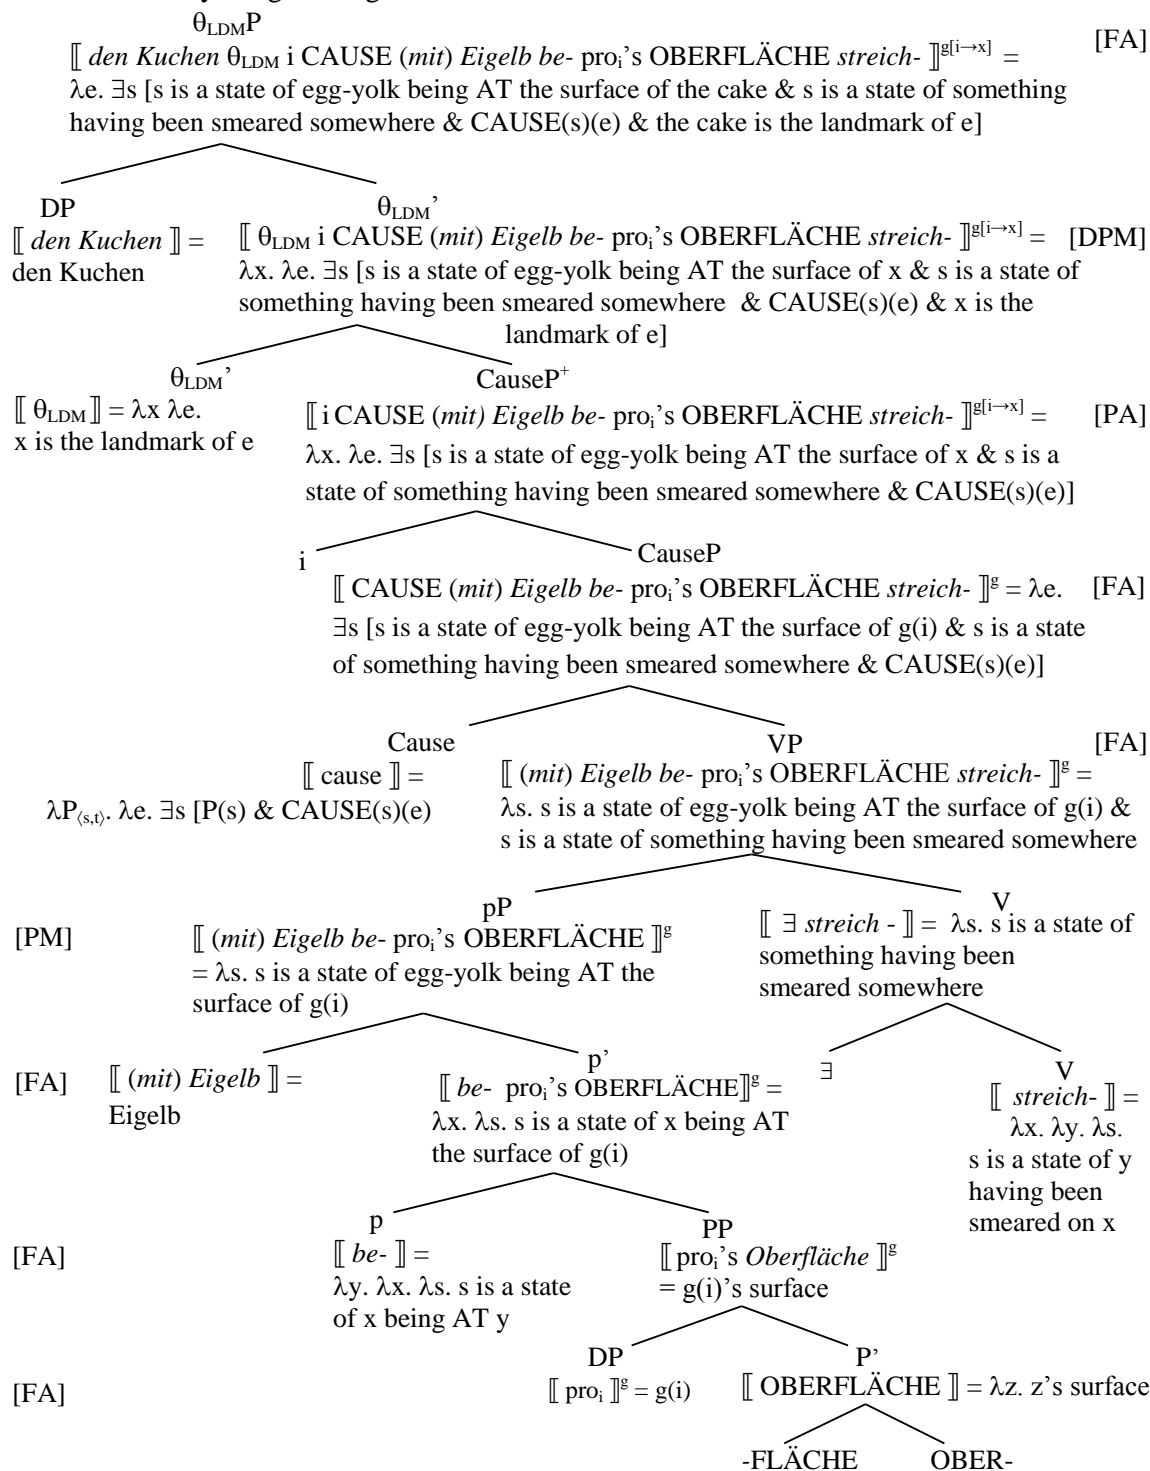 θLDMP
⟦ den Kuchen θLDM i CAUSE (mit) Eigelb be- proi's OBERFLÄCHE streich- ⟧g[i→x] = [FA]
λe. ∃s [s is a state of egg-yolk being AT the surface of the cake & s is a state of something
having been smeared somewhere & CAUSE(s)(e) & the cake is the landmark of e]
DP θLDM’
⟦ den Kuchen ⟧ =
den Kuchen
⟦ θLDM i CAUSE (mit) Eigelb be- proi's OBERFLÄCHE streich- ⟧g[i→x] = [DPM]
λx. λe. ∃s [s is a state of egg-yolk being AT the surface of x & s is a state of
something having been smeared somewhere & CAUSE(s)(e) & x is the
landmark of e]
θLDM’ CauseP+
⟦ θLDM ⟧ = λx λe.
x is the landmark of e
⟦ i CAUSE (mit) Eigelb be- proi's OBERFLÄCHE streich- ⟧g[i→x] = [PA]
λx. λe. ∃s [s is a state of egg-yolk being AT the surface of x & s is a
state of something having been smeared somewhere & CAUSE(s)(e)]
i CauseP
⟦ CAUSE (mit) Eigelb be- proi's OBERFLÄCHE streich- ⟧g = λe. [FA]
∃s [s is a state of egg-yolk being AT the surface of g(i) & s is a state
of something having been smeared somewhere & CAUSE(s)(e)]
Cause VP [FA]
⟦ cause ⟧ =
λP⟨s,t⟩. λe. ∃s [P(s) & CAUSE(s)(e)
⟦ (mit) Eigelb be- proi's OBERFLÄCHE streich- ⟧g =
λs. s is a state of egg-yolk being AT the surface of g(i) &
s is a state of something having been smeared somewhere
pP V
[PM] ⟦ (mit) Eigelb be- proi's OBERFLÄCHE ⟧g
= λs. s is a state of egg-yolk being AT the
surface of g(i)
⟦ ∃ streich - ⟧ = λs. s is a state of
something having been
smeared somewhere
p’ ∃ V
[FA] ⟦ (mit) Eigelb ⟧ =
Eigelb
⟦ be- proi's OBERFLÄCHE⟧g =
λx. λs. s is a state of x being AT
the surface of g(i)
⟦ streich- ⟧ =
λx. λy. λs.
s is a state of y
having been
smeared on x
p PP
[FA] ⟦ be- ⟧ =
λy. λx. λs. s is a state
of x being AT y
⟦ proi's Oberfläche ⟧g
= g(i)'s surface
DP P’
[FA] ⟦ proi ⟧g = g(i) ⟦ OBERFLÄCHE ⟧ = λz. z's surface
-FLÄCHE OBER-